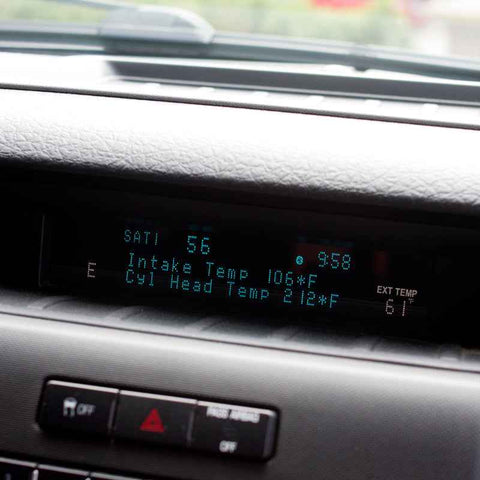 SAT1 56 9:58
Intake Temp 106*F
Cyl Head Temp 212*F
E
EXT TEMP
61°F
OFF
PASS AIRBAG
OFF